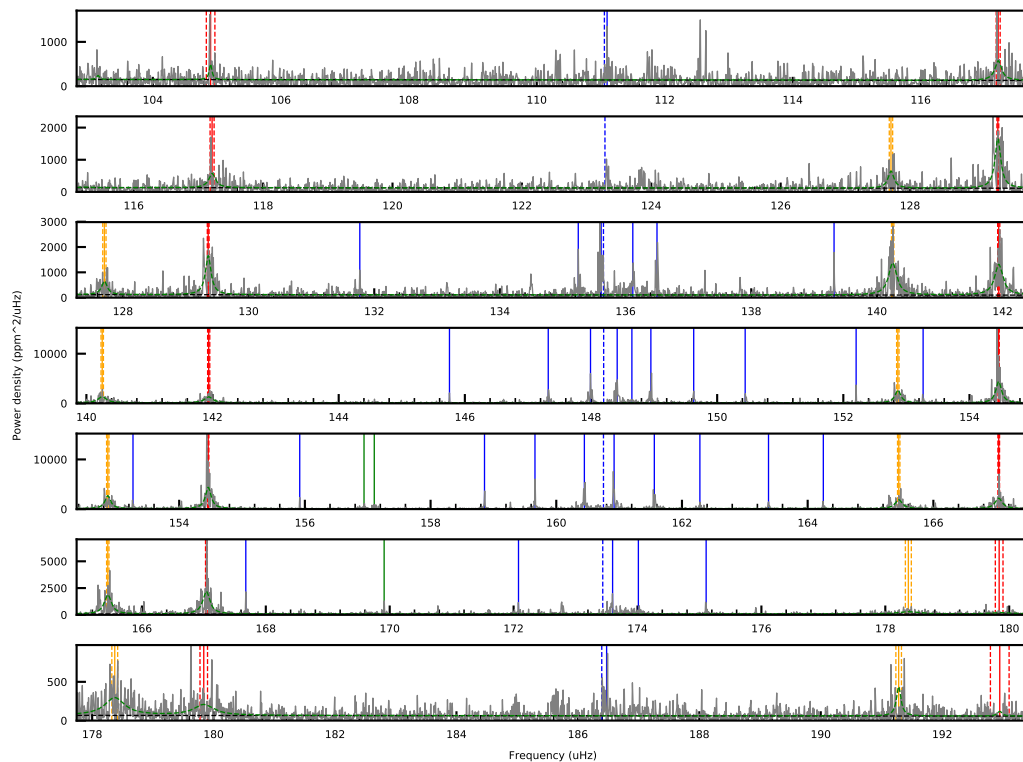 1000
0
104 106 108 110 112 114 116
2000
1000
0
116 118 120 122 124 126 128
3000
2000
1000
0
128 130 132 134 136 138 140 142
10000
0
140 142 144 146 148 150 152 154
Power density (ppm^2/uHz)
10000
0
154 156 158 160 162 164 166
5000
2500
0
166 168 170 172 174 176 178 180
500
0
178 180 182 184 186 188 190 192
Frequency (uHz)